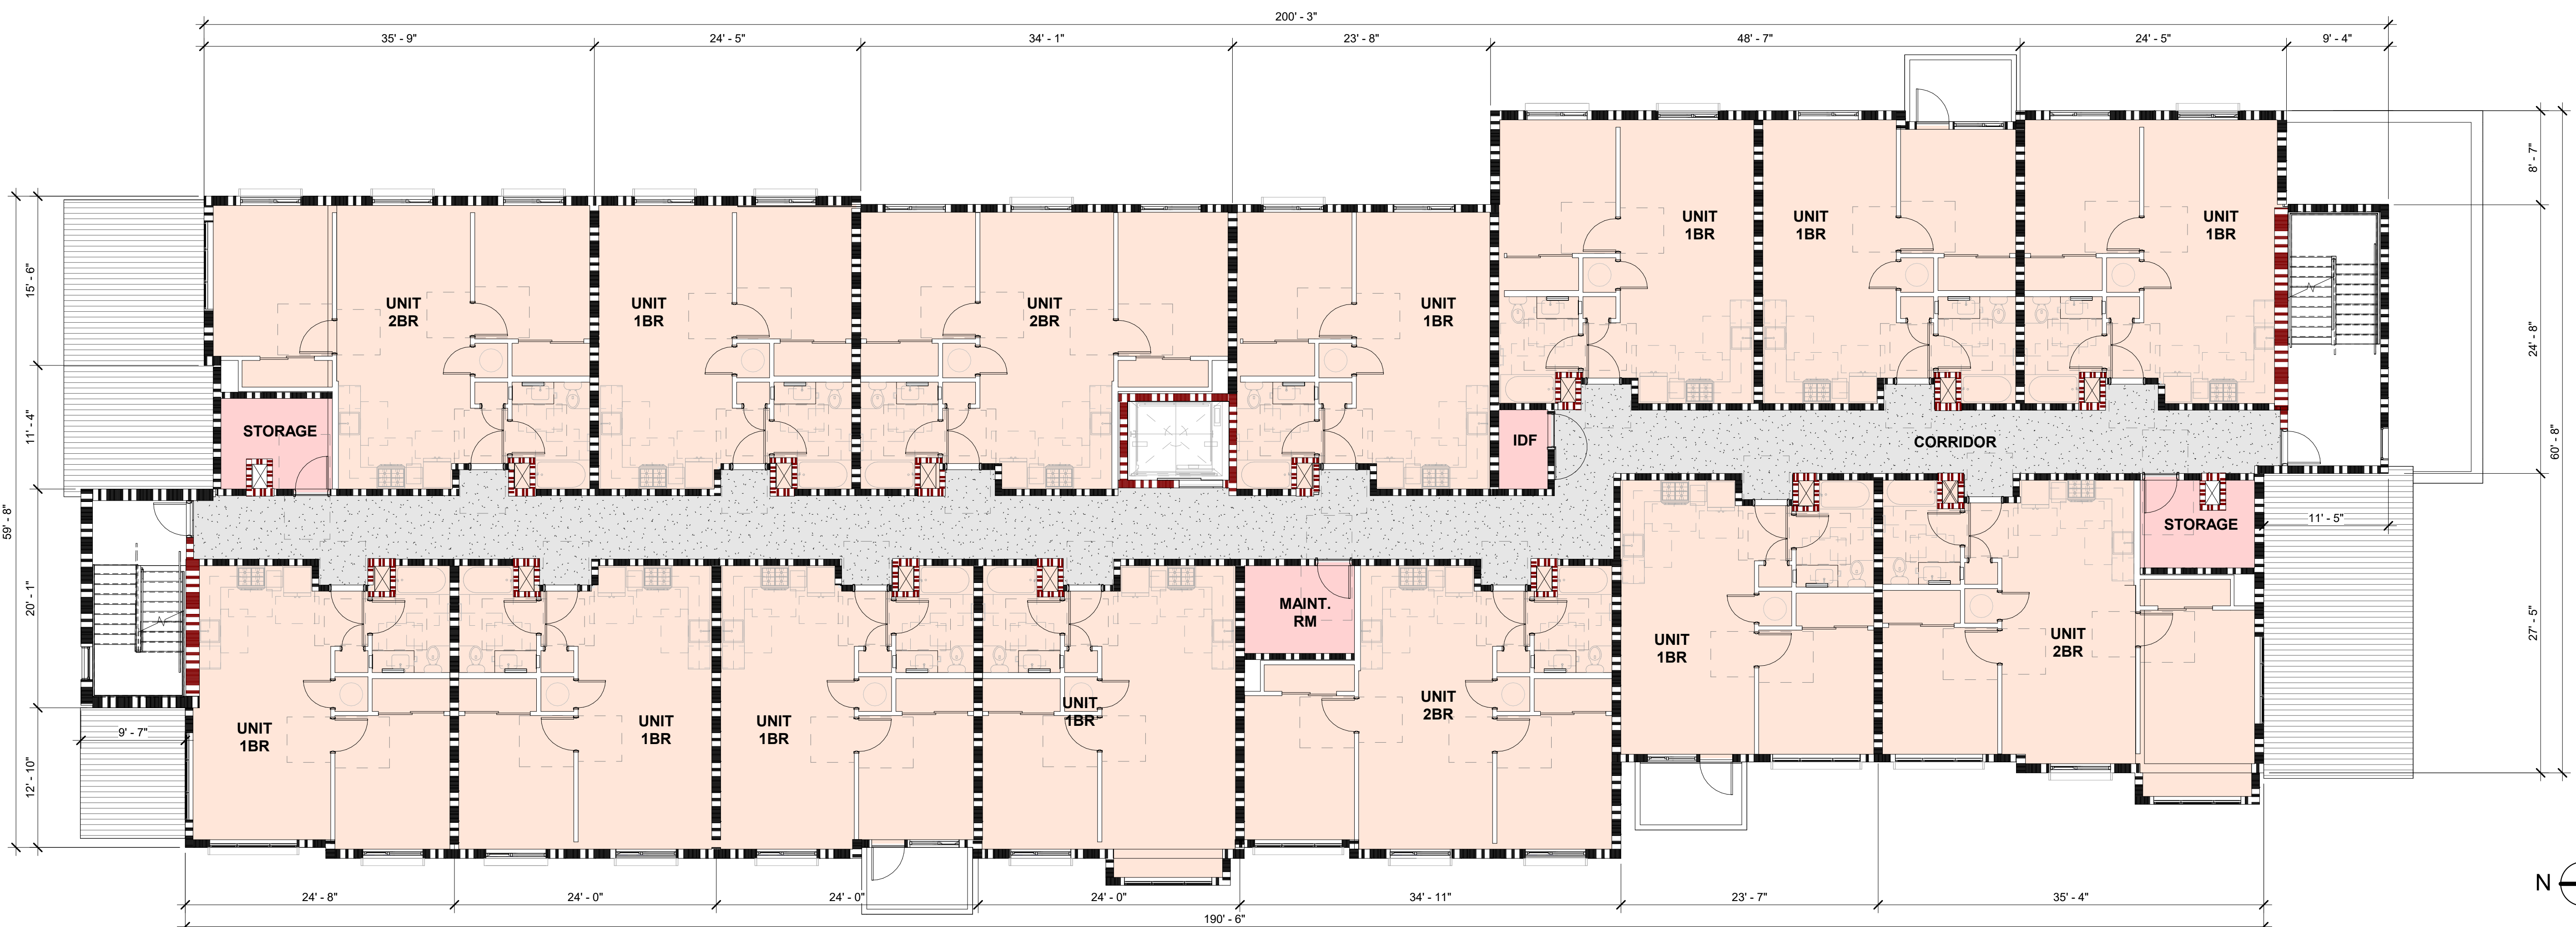 200' - 3"
35' - 9"
24' - 5"
34' - 1"
23' - 8"
48' - 7"
24' - 5"
9' - 4"
8' - 7"
24' - 8"
60' - 8"
27' - 5"
11' - 5"
15' - 6"
11' - 4"
59' - 8"
20' - 1"
12' - 10"
9' - 7"
UNIT
1BR
UNIT
1BR
UNIT
1BR
UNIT
2BR
UNIT
1BR
UNIT
2BR
UNIT
1BR
STORAGE
IDF
CORRIDOR
STORAGE
MAINT.
RM
UNIT
1BR
UNIT
2BR
UNIT
1BR
UNIT
1BR
UNIT
1BR
UNIT
1BR
UNIT
2BR
N
24' - 8"
24' - 0"
24' - 0"
24' - 0"
34' - 11"
23' - 7"
35' - 4"
190' - 6"